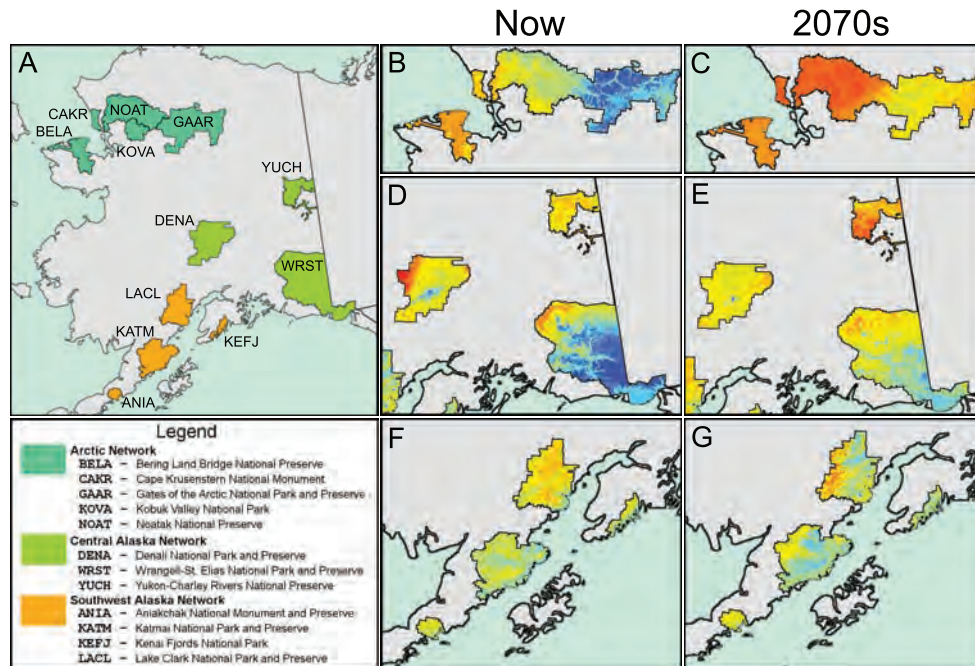 Now 2070s
A
B
C
CAKR NOAT
BELA GAAR
KOVA
YUCH
D
E
DENA
WRST
LACL
KATM
KEFJ
ANIA
F
G
Legend
Arctic Network
BELA – Bering Land Bridge National Preserve
CAKR – Cape Krusenstern National Monument
GAAR – Gates of the Arctic National Park and Preserve
KOVA – Kobuk Valley National Park
NOAT – Noatak National Preserve
Central Alaska Network
DENA – Denali National Park and Preserve
WRST – Wrangell-St. Elias National Park and Preserve
YUCH – Yukon-Charley Rivers National Preserve
Southwest Alaska Network
ANIA – Aniakchak National Monument and Preserve
KATM – Katmai National Park and Preserve
KEFJ – Kenai Fjords National Park
LACL – Lake Clark National Park and Preserve